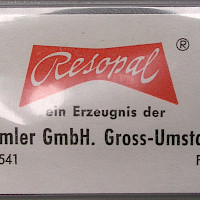 Resopal ®
ein Erzeugnis der
mler GmbH. Gross-Umsta
541 F